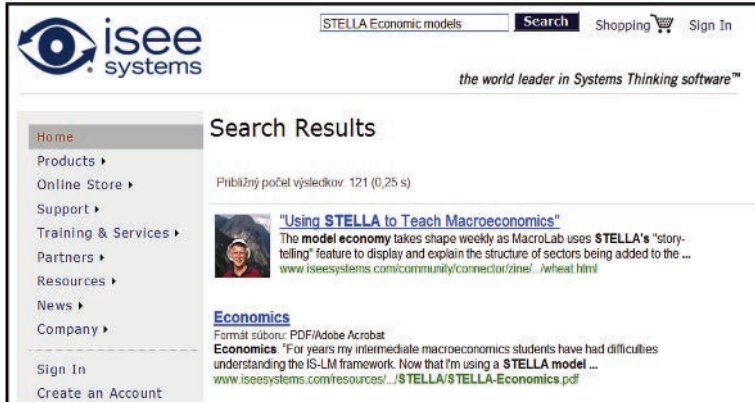 isee
systems
STELLA Economic models
Search
Shopping
Sign In
the world leader in Systems Thinking software™
Home
Products
Online Store
Support
Training & Services
Partners
Resources
News
Company
Sign In
Create an Account
Search Results
Približný počet výsledkov: 121 (0,25 s)
"Using STELLA to Teach Macroeconomics"
The model economy takes shape weekly as MacroLab uses STELLA's "story-
telling" feature to display and explain the structure of sectors being added to the ...
www.iseesystems.com/community/connector/zine/.../wheat.html
Economics
Formát súboru: PDF/Adobe Acrobat
Economics. "For years my intermediate macroeconomics students have had difficulties
understanding the IS-LM framework. Now that I'm using a STELLA model ...
www.iseesystems.com/resources/.../STELLA/STELLA-Economics.pdf